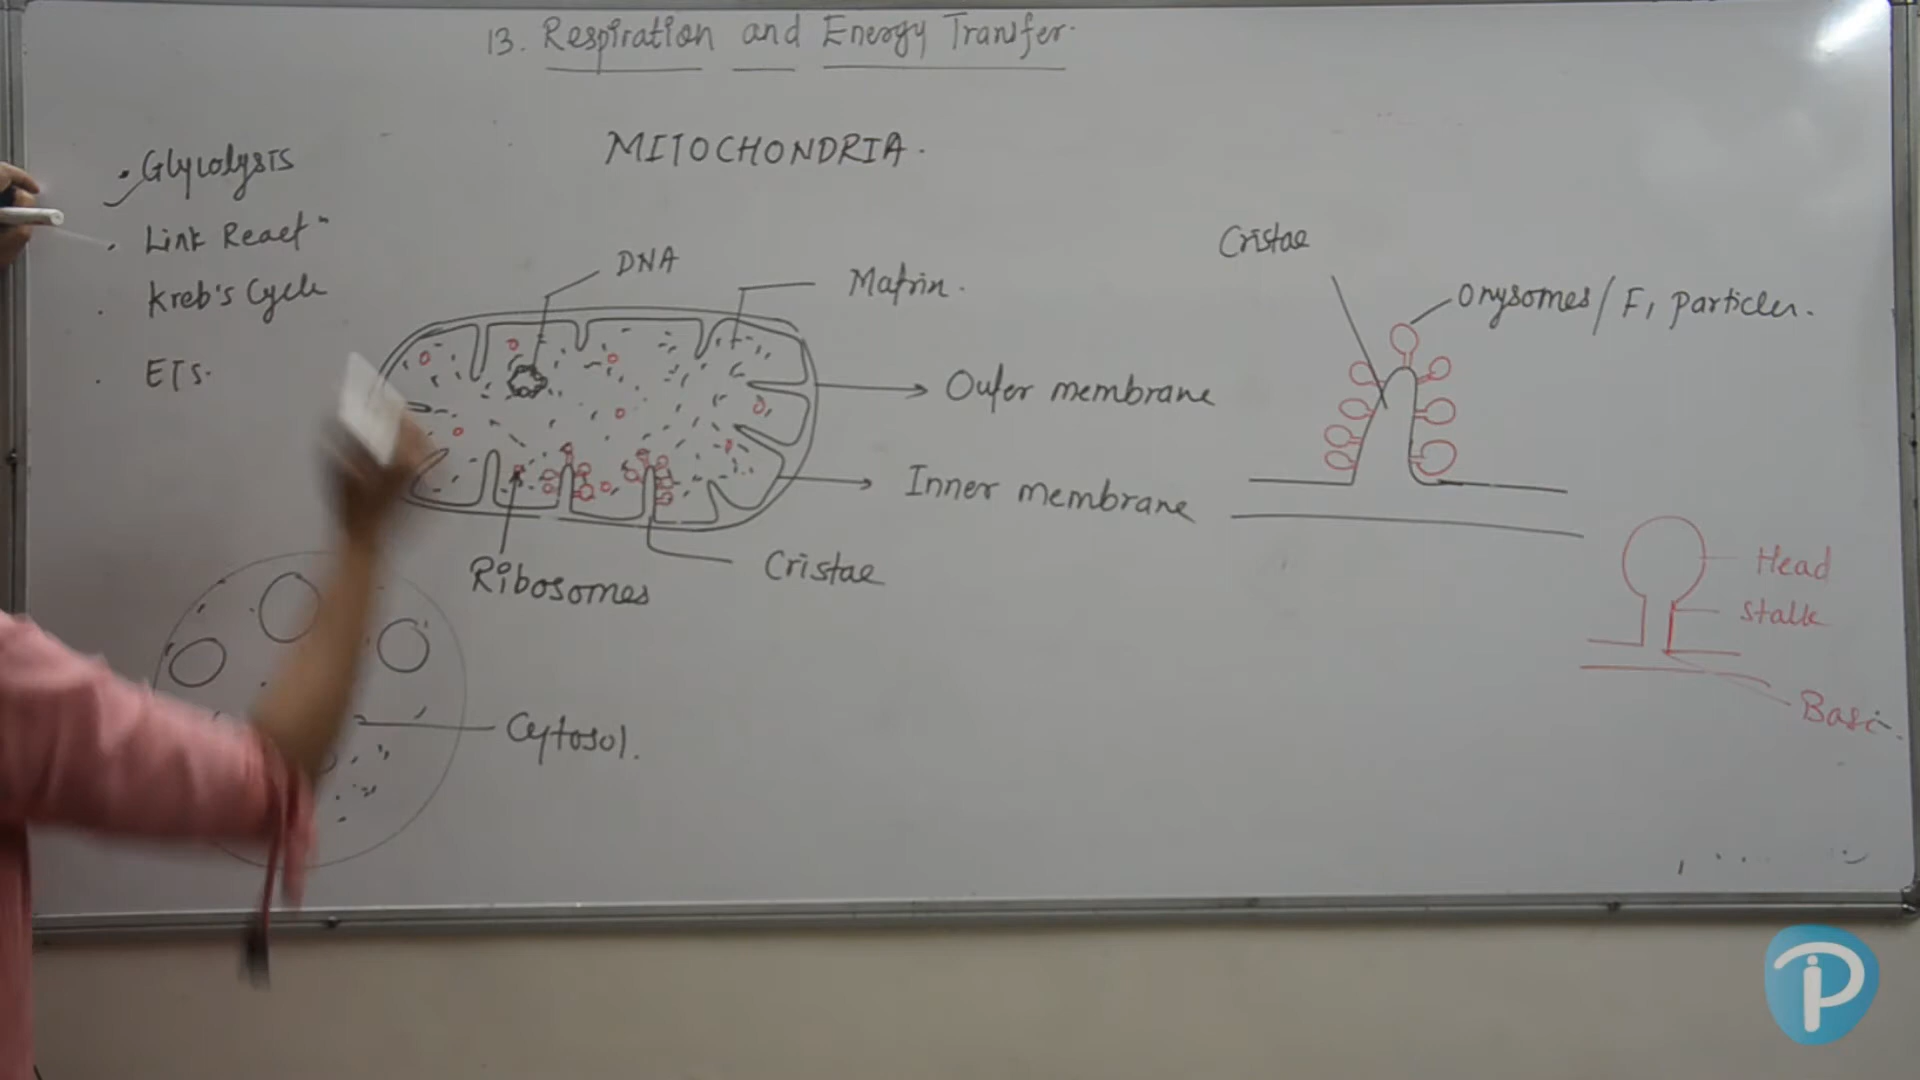 13. Respiration and Energy Transfer.
MITOCHONDRIA.
Glycolysis
Link React"
Kreb's Cycle
ETS.
DNA
Matrix.
Outer membrane
Inner membrane
Ribosomes
Cristae
Cytosol.
Cristae
Oxysomes / F1 Particles.
Head
Stalk
Base